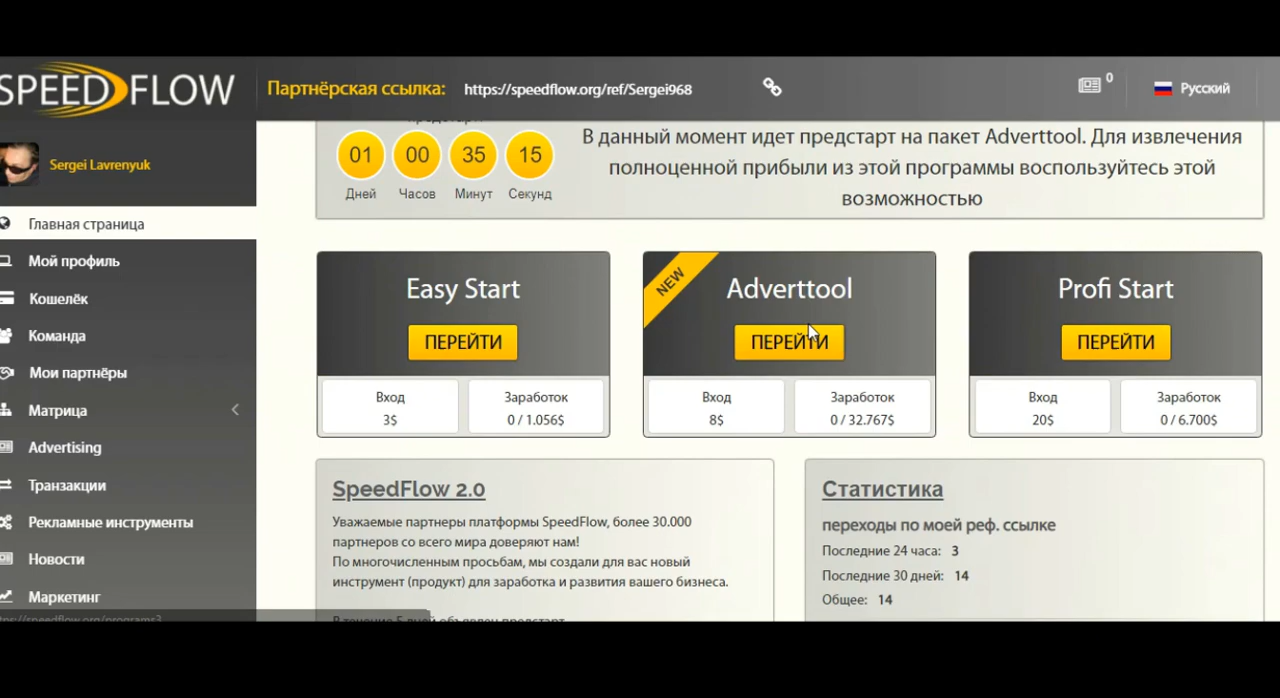 SPEEDFLOW
Партнёрская ссылка: https://speedflow.org/ref/Sergei968
0
Русский
Sergei Lavrenyuk
01 00 35 15
Дней Часов Минут Секунд
В данный момент идет предстарт на пакет Adverttool. Для извлечения
полноценной прибыли из этой программы воспользуйтесь этой
возможностью
Главная страница
Мой профиль
Кошелёк
Команда
Мои партнёры
Матрица
Advertising
Транзакции
Рекламные инструменты
Новости
Маркетинг
Easy Start
ПЕРЕЙТИ
Вход
3$
Заработок
0 / 1.056$
NEW
Adverttool
ПЕРЕЙТИ
Вход
8$
Заработок
0 / 32.767$
Profi Start
ПЕРЕЙТИ
Вход
20$
Заработок
0 / 6.700$
SpeedFlow 2.0
Уважаемые партнеры платформы SpeedFlow, более 30.000
партнеров со всего мира доверяют нам!
По многочисленным просьбам, мы создали для вас новый
инструмент (продукт) для заработка и развития вашего бизнеса.
Статистика
переходы по моей реф. ссылке
Последние 24 часа: 3
Последние 30 дней: 14
Общее: 14